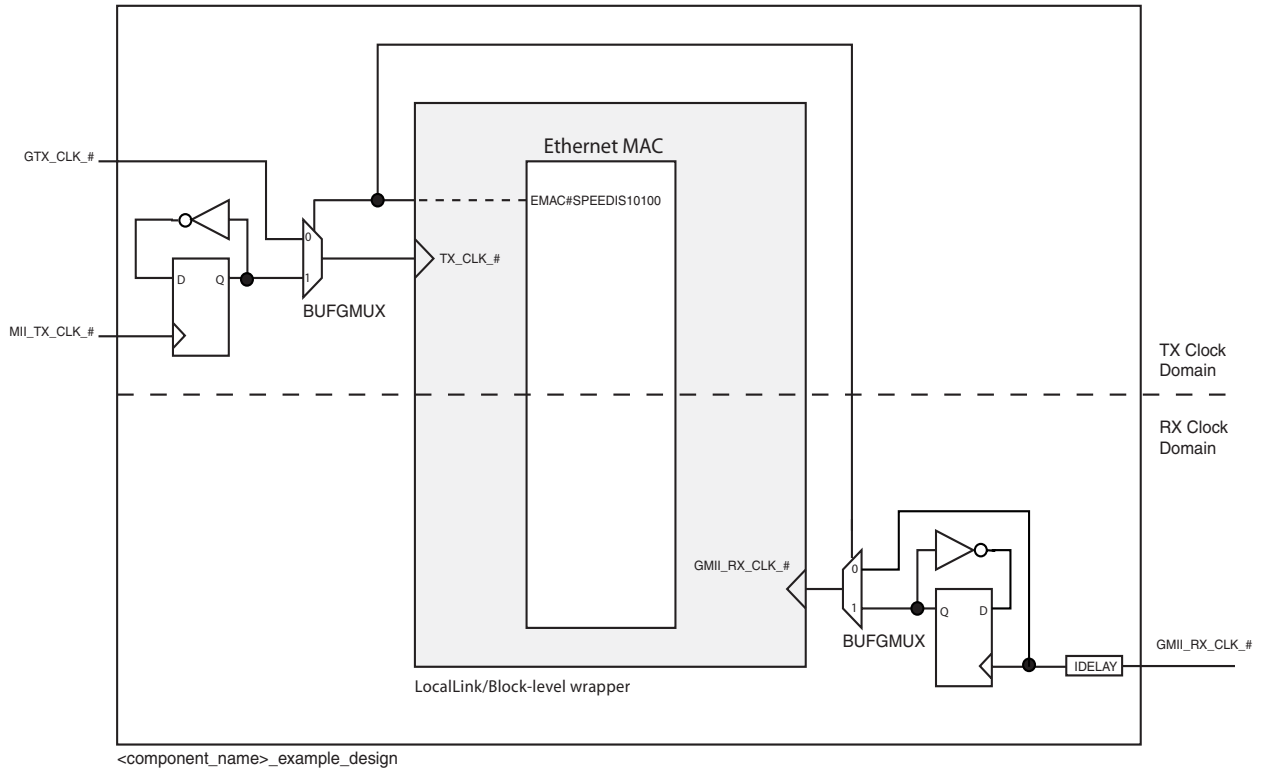 Ethernet MAC
GTX_CLK_#
EMAC#SPEEDIS10100
0
TX_CLK_#
D
Q
1
BUFGMUX
MII_TX_CLK_#
TX Clock
Domain
RX Clock
Domain
GMII_RX_CLK_#
0
1
Q
D
BUFGMUX
GMII_RX_CLK_#
IDELAY
LocalLink/Block-level wrapper
<component_name>_example_design